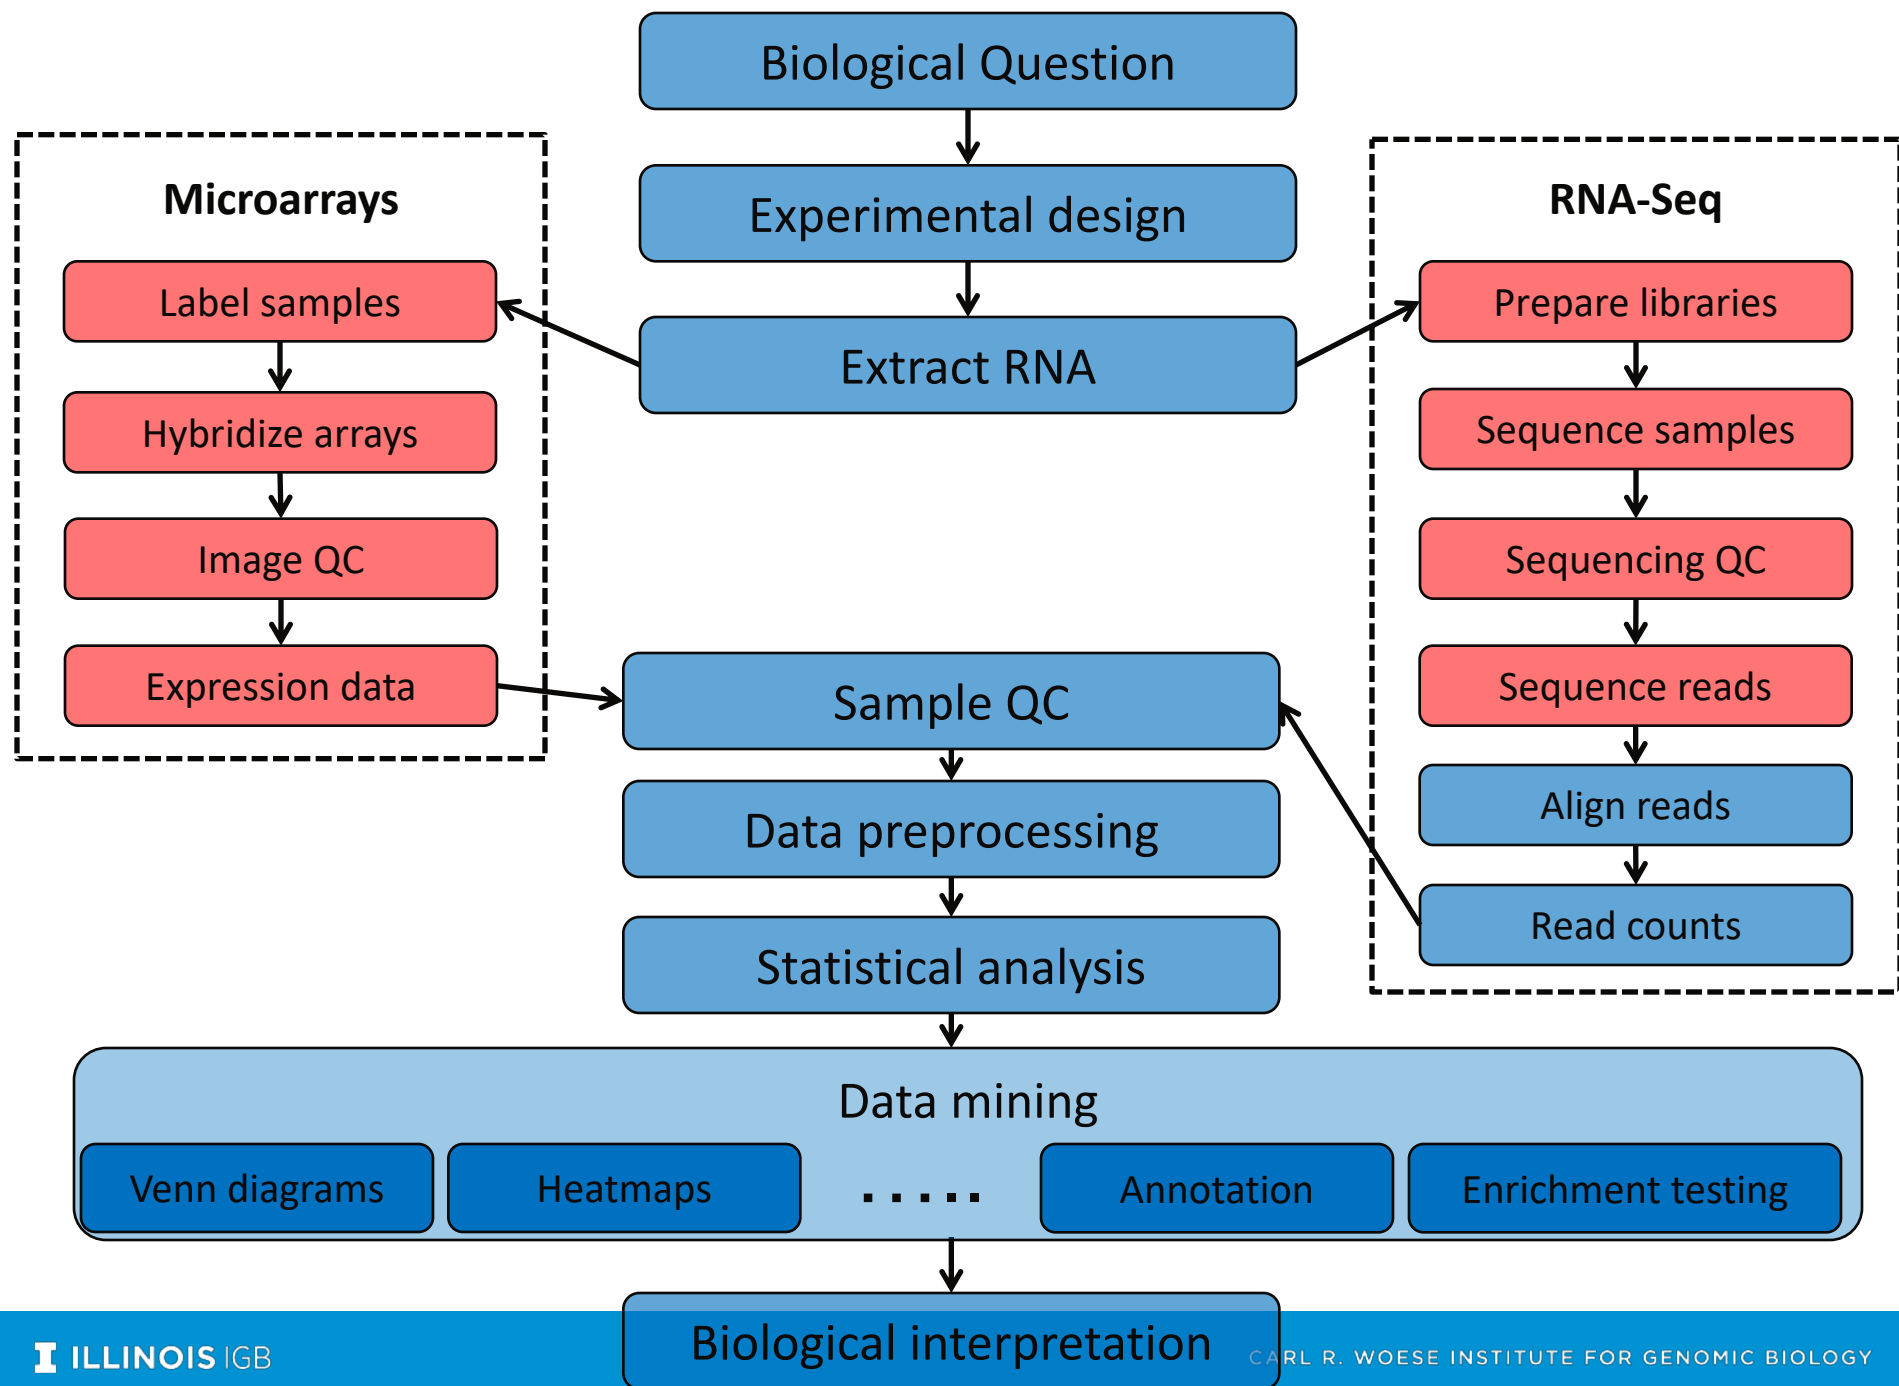 Biological Question
Experimental design
Extract RNA
Microarrays
Label samples
Hybridize arrays
Image QC
Expression data
RNA-Seq
Prepare libraries
Sequence samples
Sequencing QC
Sequence reads
Align reads
Read counts
Sample QC
Data preprocessing
Statistical analysis
Data mining
Venn diagrams
Heatmaps
.....
Annotation
Enrichment testing
Biological interpretation
I ILLINOIS IGB
CARL R. WOESE INSTITUTE FOR GENOMIC BIOLOGY